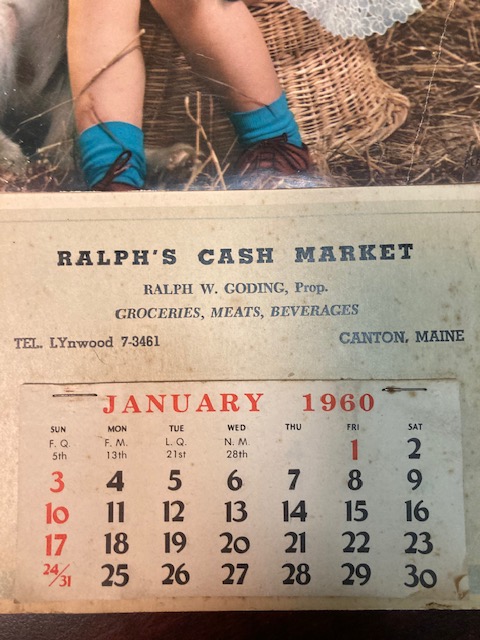 RALPH'S CASH MARKET
RALPH W. GODING, Prop.
GROCERIES, MEATS, BEVERAGES
TEL. LYnwood 7-3461 CANTON, MAINE
JANUARY 1960
SUN MON TUE WED THU FRI SAT
F. Q. 5th F. M. 13th L. Q. 21st N. M. 28th 1 2
3 4 5 6 7 8 9
10 11 12 13 14 15 16
17 18 19 20 21 22 23
24/31 25 26 27 28 29 30